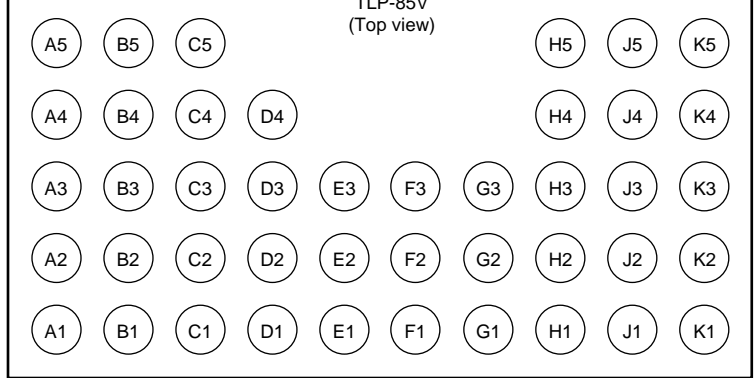 TLP-85V
(Top view)
A5 B5 C5 H5 J5 K5
A4 B4 C4 D4 H4 J4 K4
A3 B3 C3 D3 E3 F3 G3 H3 J3 K3
A2 B2 C2 D2 E2 F2 G2 H2 J2 K2
A1 B1 C1 D1 E1 F1 G1 H1 J1 K1